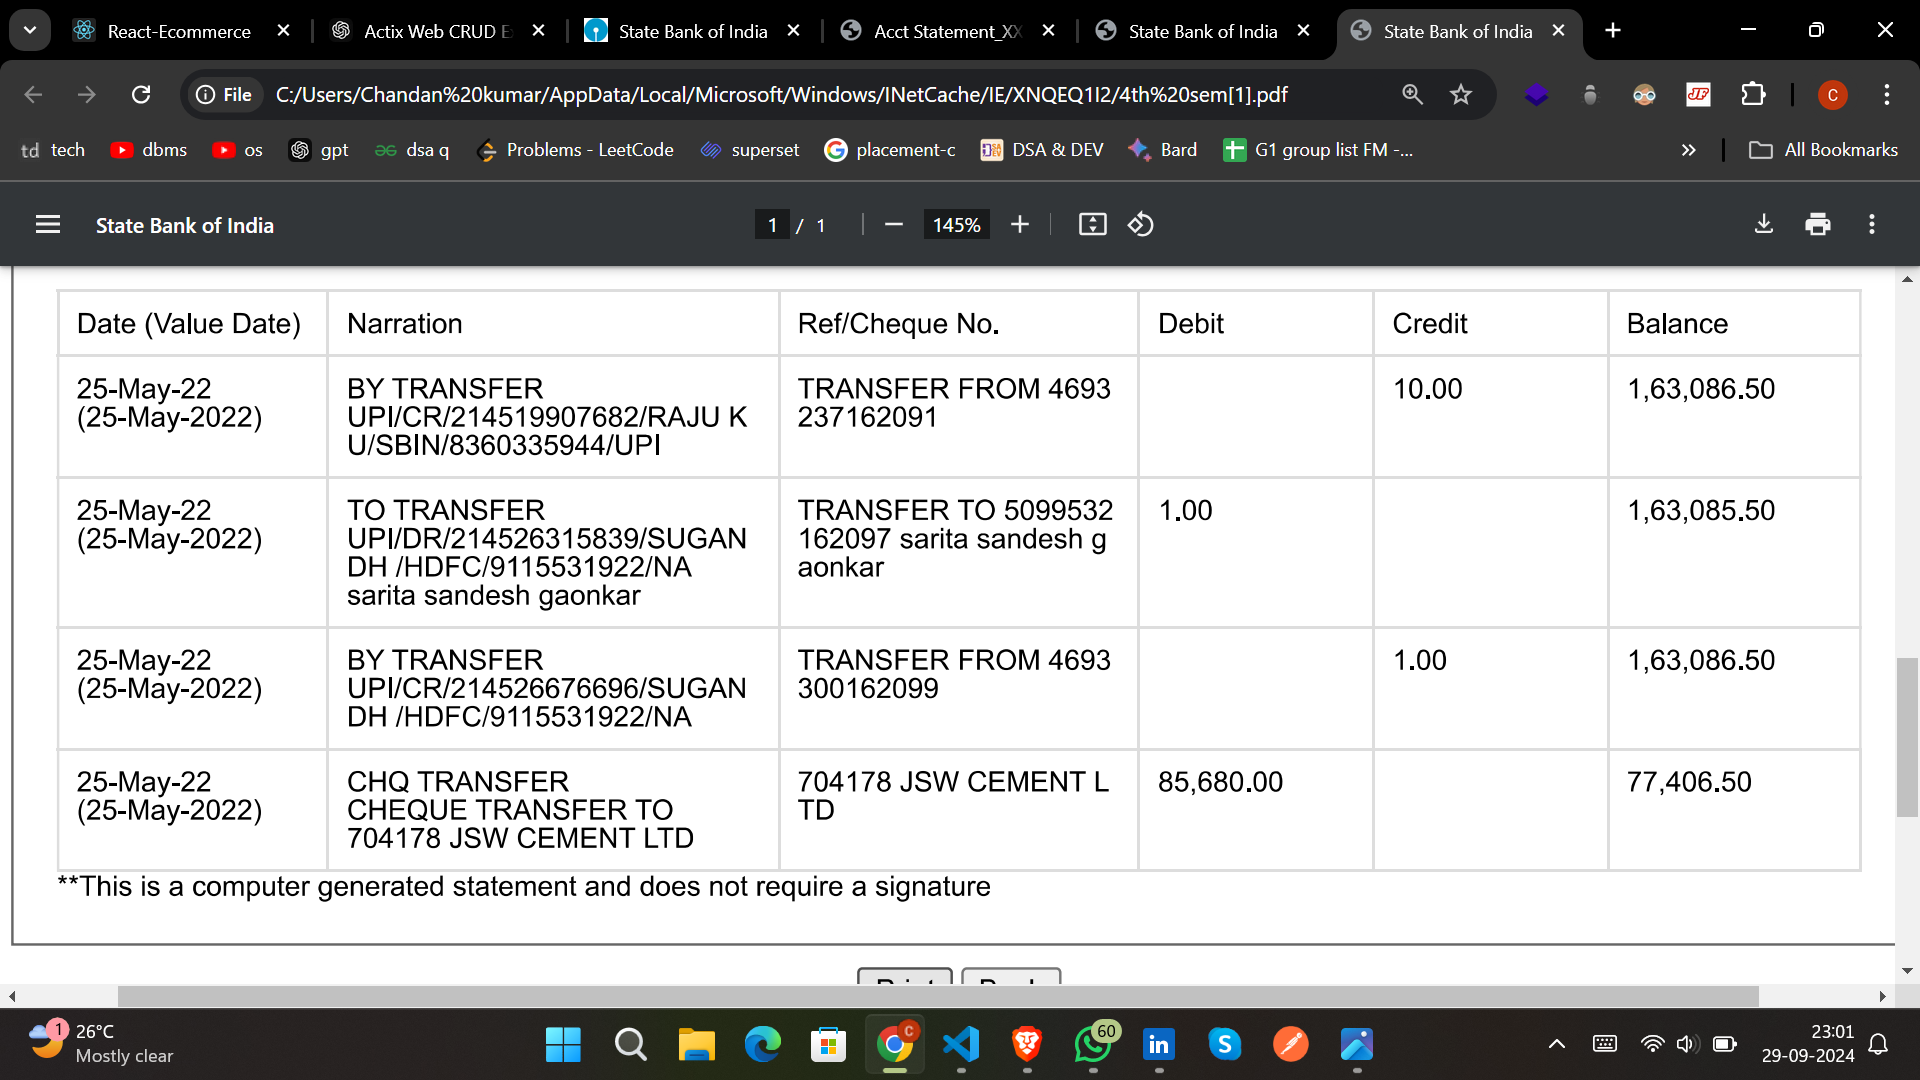 React-Ecommerce
Actix Web CRUD E
State Bank of India
Acct Statement_XX
State Bank of India
State Bank of India
File
C:/Users/Chandan%20kumar/AppData/Local/Microsoft/Windows/INetCache/IE/XNQEQ1I2/4th%20sem[1].pdf
C
td tech
dbms
os
gpt
dsa q
Problems - LeetCode
superset
placement-c
DSA & DEV
Bard
G1 group list FM -...
All Bookmarks
State Bank of India
1 / 1
145%
Date (Value Date) Narration Ref/Cheque No. Debit Credit Balance
25-May-22
(25-May-2022)
BY TRANSFER
UPI/CR/214519907682/RAJU K
U/SBIN/8360335944/UPI
TRANSFER FROM 4693
237162091
10.00
1,63,086.50
25-May-22
(25-May-2022)
TO TRANSFER
UPI/DR/214526315839/SUGAN
DH /HDFC/9115531922/NA
sarita sandesh gaonkar
TRANSFER TO 5099532
162097 sarita sandesh g
aonkar
1.00
1,63,085.50
25-May-22
(25-May-2022)
BY TRANSFER
UPI/CR/214526676696/SUGAN
DH /HDFC/9115531922/NA
TRANSFER FROM 4693
300162099
1.00
1,63,086.50
25-May-22
(25-May-2022)
CHQ TRANSFER
CHEQUE TRANSFER TO
704178 JSW CEMENT LTD
704178 JSW CEMENT L
TD
85,680.00
77,406.50
**This is a computer generated statement and does not require a signature
1
26°C
Mostly clear
C
60
23:01
29-09-2024